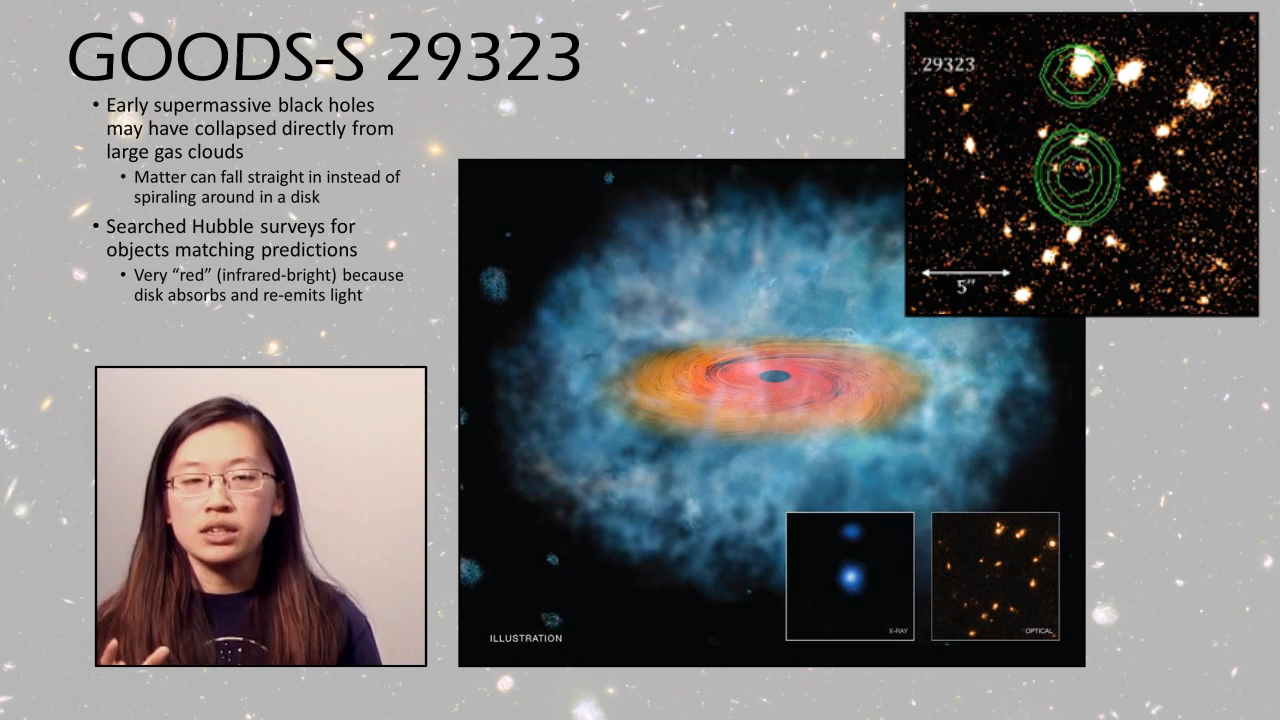 GOODS-S 29323
• Early supermassive black holes
may have collapsed directly from
large gas clouds
• Matter can fall straight in instead of
spiraling around in a disk
• Searched Hubble surveys for
objects matching predictions
• Very “red” (infrared-bright) because
disk absorbs and re-emits light
29323
5”
ILLUSTRATION
X-RAY
OPTICAL